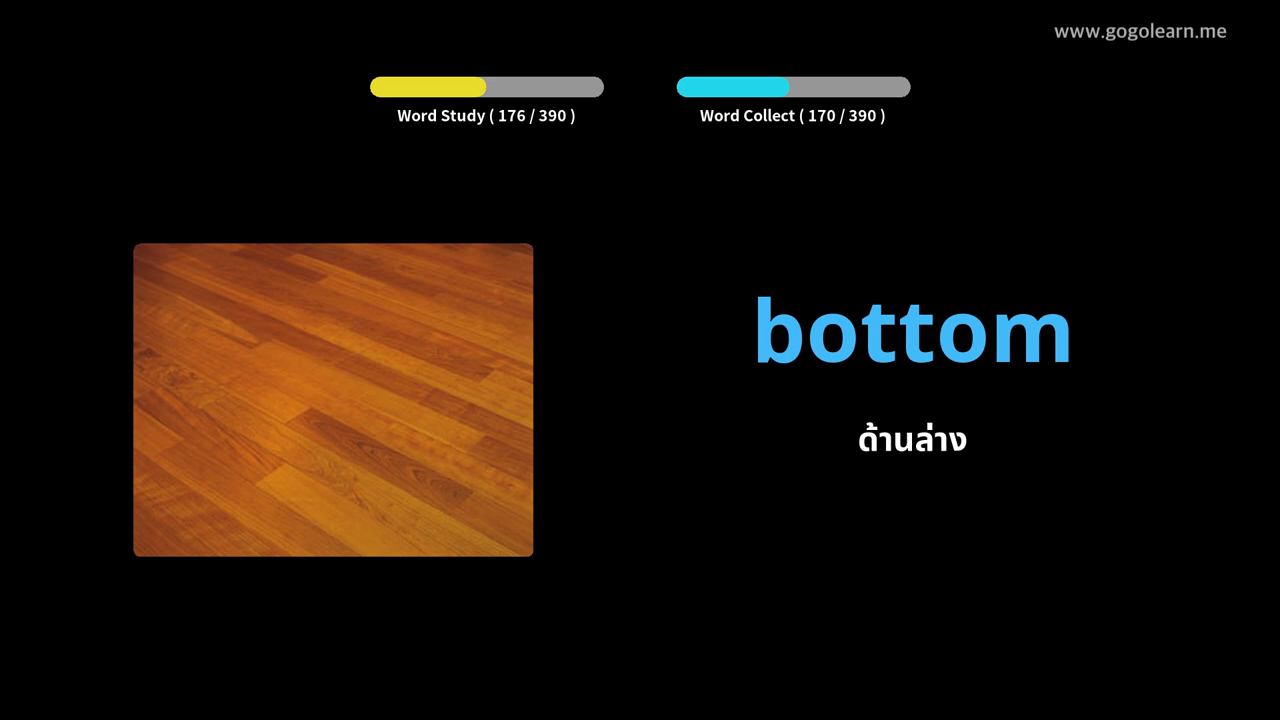 www.gogolearn.me
Word Study ( 176 / 390 )
Word Collect ( 170 / 390 )
bottom
ด้านล่าง